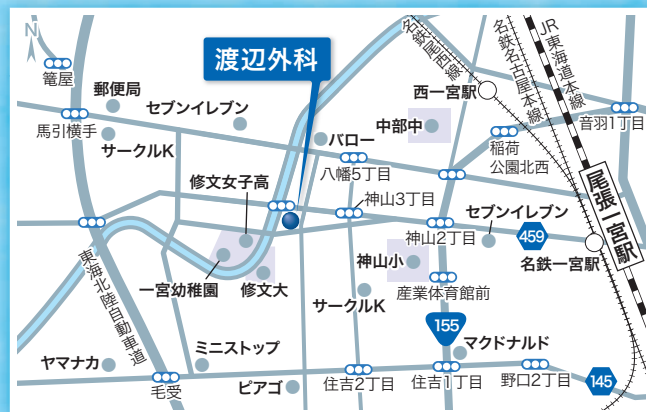 N
籠屋
郵便局
渡辺外科
名鉄尾西線
名鉄名古屋本線
JR東海道本線
西一宮駅
セブンイレブン
中部中
馬引横手
バロー
音羽1丁目
サークルK
稲荷
公園北西
八幡5丁目
尾張一宮駅
修文女子高
神山3丁目
セブンイレブン
神山2丁目
459
名鉄一宮駅
東海北陸自動車道
一宮幼稚園
修文大
神山小
サークルK
産業体育館前
155
マクドナルド
ヤマナカ
ミニストップ
毛受
ピアゴ
住吉2丁目
住吉1丁目
野口2丁目
145